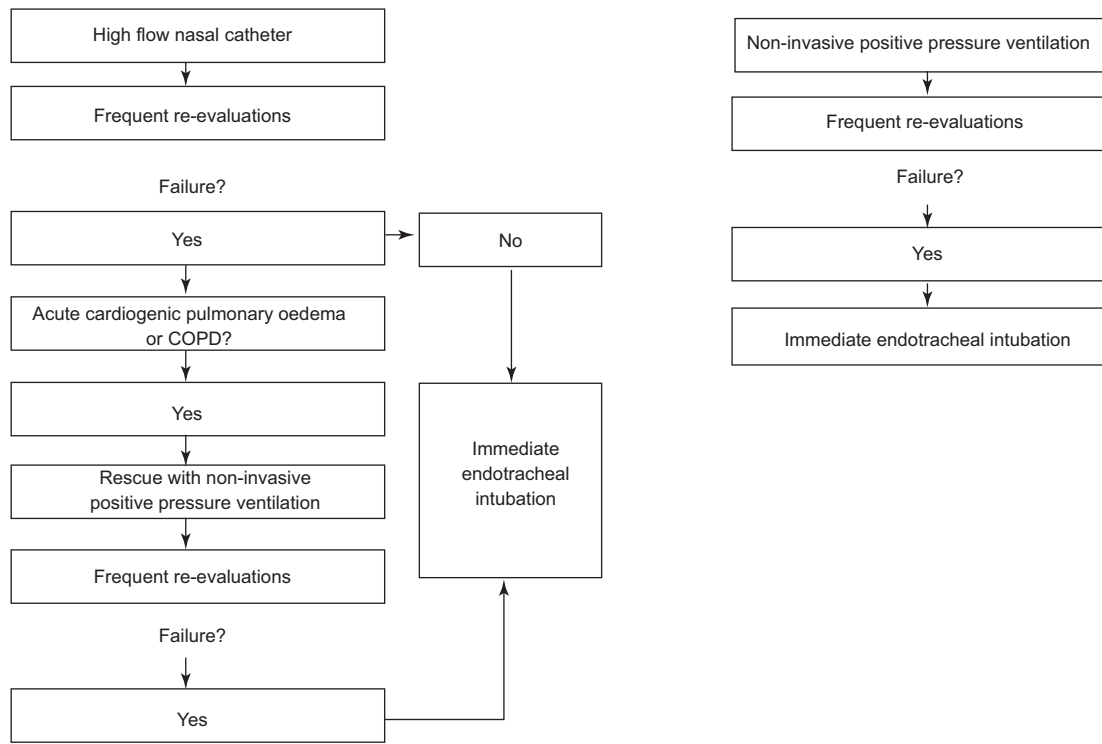 High flow nasal catheter
Frequent re-evaluations
Failure?
Yes
No
Acute cardiogenic pulmonary oedema
or COPD?
Yes
Rescue with non-invasive
positive pressure ventilation
Frequent re-evaluations
Failure?
Yes
Immediate
endotracheal
intubation
Non-invasive positive pressure ventilation
Frequent re-evaluations
Failure?
Yes
Immediate endotracheal intubation